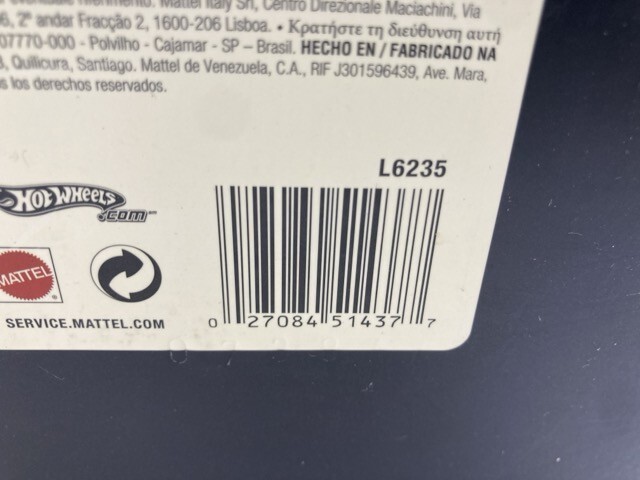 Mattel Italy Srl, Centro Direzionale Maciachini, Via
6, 2° andar Fracção 2, 1600-206 Lisboa. • Κρατήστε τη διεύθυνση αυτή
07770-000 - Polvilho - Cajamar - SP – Brasil. HECHO EN / FABRICADO NA
Quilicura, Santiago. Mattel de Venezuela, C.A., RIF J301596439, Ave. Mara,
los derechos reservados.
L6235
HOT WHEELS
.com
MATTEL
SERVICE.MATTEL.COM
0 27084 51437 7